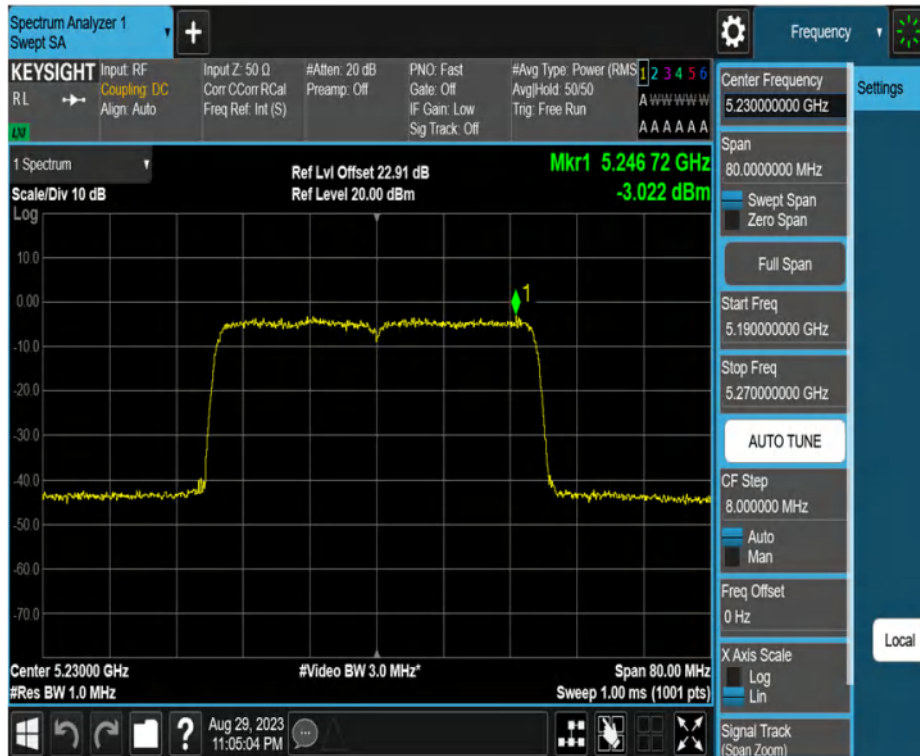 Spectrum Analyzer 1
Swept SA
+
Frequency
KEYSIGHT
RL
LXI
Input: RF
Coupling: DC
Align: Auto
Input Z: 50 Ω
Corr CCorr RCal
Freq Ref: Int (S)
#Atten: 20 dB
Preamp: Off
PNO: Fast
Gate: Off
IF Gain: Low
Sig Track: Off
#Avg Type: Power (RMS
Avg|Hold: 50/50
Trig: Free Run
1 2 3 4 5 6
A W W W W W
A A A A A A
1 Spectrum
Scale/Div 10 dB
Ref Lvl Offset 22.91 dB
Ref Level 20.00 dBm
Mkr1 5.246 72 GHz
-3.022 dBm
Log
10.0
0.00
-10.0
-20.0
-30.0
-40.0
-50.0
-60.0
-70.0
1
Center 5.23000 GHz
#Res BW 1.0 MHz
#Video BW 3.0 MHz*
Span 80.00 MHz
Sweep 1.00 ms (1001 pts)
Aug 29, 2023
11:05:04 PM
?
Center Frequency
5.230000000 GHz
Span
80.0000000 MHz
Swept Span
Zero Span
Full Span
Start Freq
5.190000000 GHz
Stop Freq
5.270000000 GHz
AUTO TUNE
CF Step
8.000000 MHz
Auto
Man
Freq Offset
0 Hz
X Axis Scale
Log
Lin
Signal Track
(Span Zoom)
Settings
Local